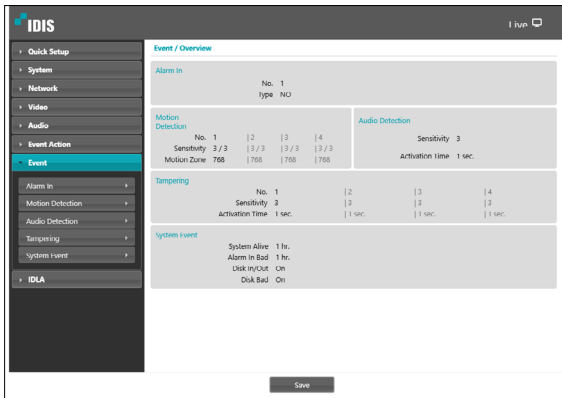 IDIS
Live
Quick Setup
System
Network
Video
Audio
Event Action
Event
Alarm In
Motion Detection
Audio Detection
Tampering
System Event
IDLA
Event / Overview
Alarm In
No. 1
Type NO
Motion
Detection
No. 1 | 2 | 3 | 4
Sensitivity 3 / 3 | 3 / 3 | 3 / 3 | 3 / 3
Motion Zone 768 | 768 | 768 | 768
Audio Detection
Sensitivity 3
Activation Time 1 sec.
Tampering
No. 1 | 2 | 3 | 4
Sensitivity 3 | 3 | 3 | 3
Activation Time 1 sec. | 1 sec. | 1 sec. | 1 sec.
System Event
System Alive 1 hr.
Alarm In Bad 1 hr.
Disk In/Out On
Disk Bad On
Save